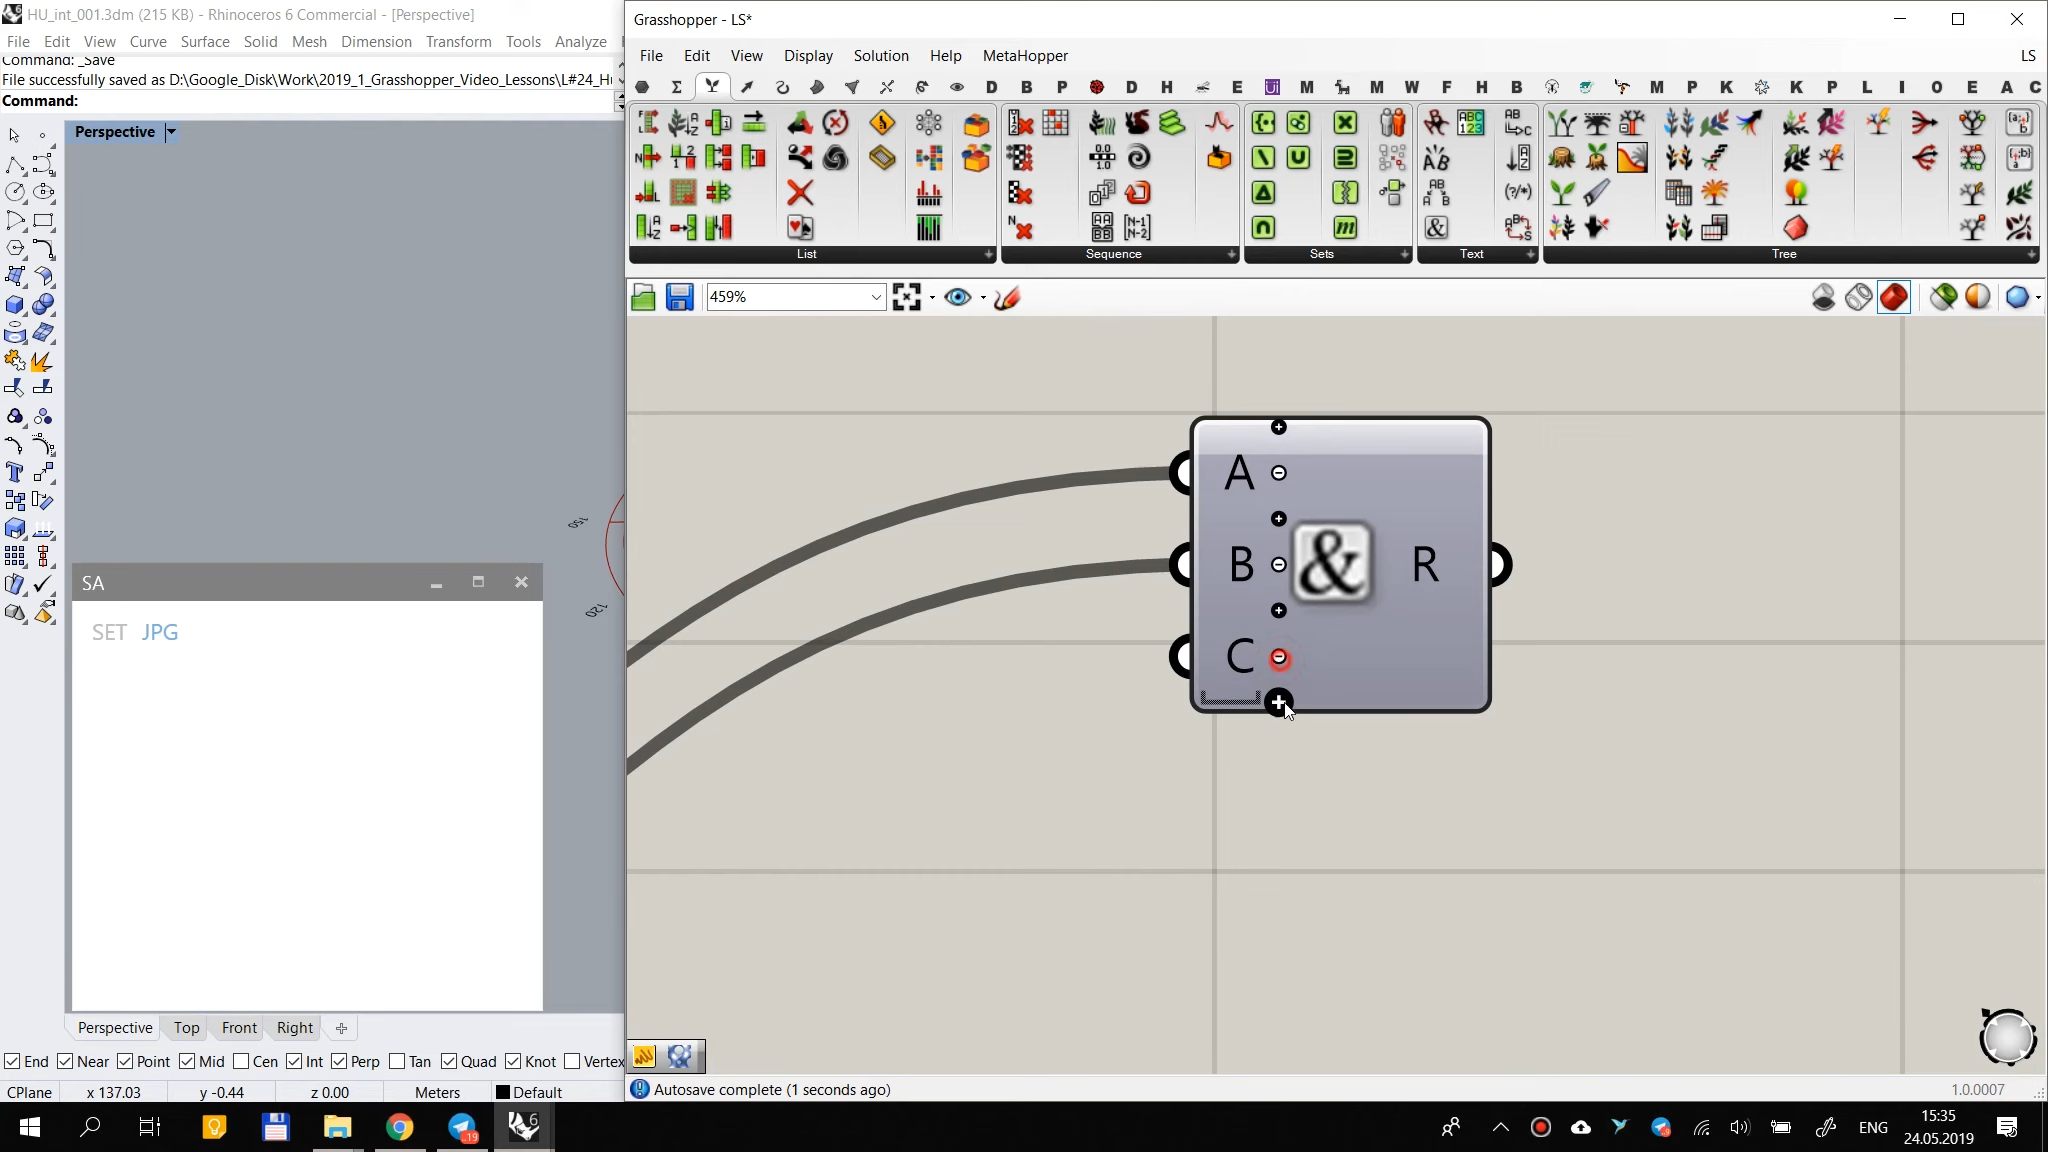 HU_int_001.3dm (215 KB) - Rhinoceros 6 Commercial - [Perspective]
File Edit View Curve Surface Solid Mesh Dimension Transform Tools Analyze
Command: _Save
File successfully saved as D:\Google_Disk\Work\2019_1_Grasshopper_Video_Lessons\L#24_Hu
Command:
Perspective
150
120
SA
SET JPG
Perspective Top Front Right
End Near Point Mid Cen Int Perp Tan Quad Knot Vertex
CPlane x 137.03 y -0.44 z 0.00 Meters Default
Grasshopper - LS*
File Edit View Display Solution Help MetaHopper
LS
D B P D H E M M W F H B M P K K P L I O E A C
List Sequence Sets Text Tree
459%
A
B
C
&
R
Autosave complete (1 seconds ago)
1.0.0007
ENG
15:35
24.05.2019